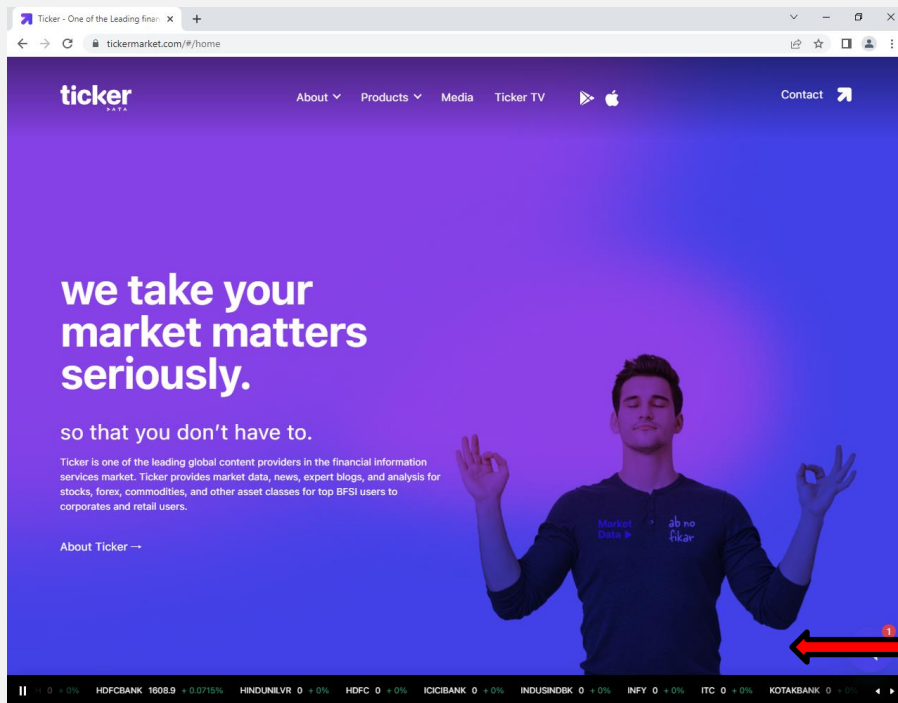 Ticker - One of the Leading finan
tickermarket.com/#/home
ticker
DATA
About Products Media Ticker TV Contact
we take your
market matters
seriously.
so that you don't have to.
Ticker is one of the leading global content providers in the financial information
services market. Ticker provides market data, news, expert blogs, and analysis for
stocks, forex, commodities, and other asset classes for top BFSI users to
corporates and retail users.
About Ticker →
Market ab no
Data fikar
1
0 + 0% HDFCBANK 1608.9 + 0.0715% HINDUNILVR 0 + 0% HDFC 0 + 0% ICICIBANK 0 + 0% INDUSINDBK 0 + 0% INFY 0 + 0% ITC 0 + 0% KOTAKBANK 0 + 0%